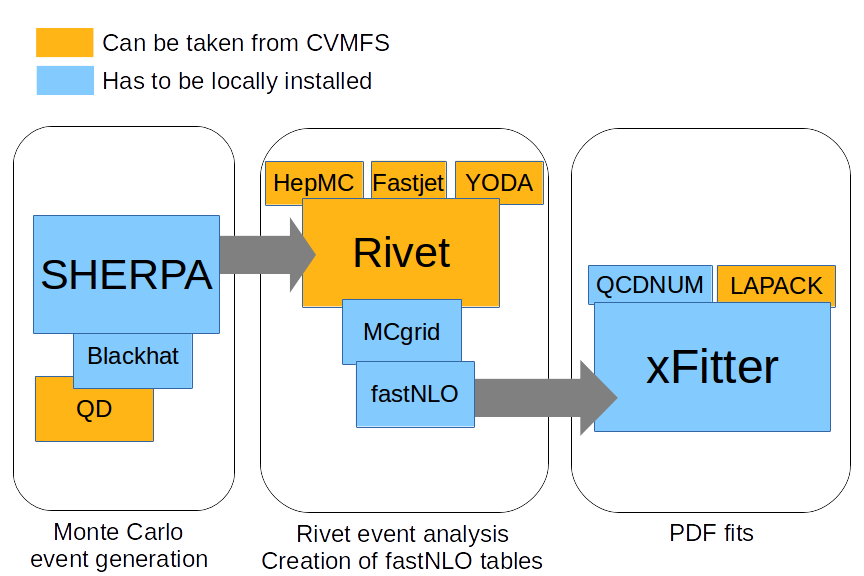 Can be taken from CVMFS
Has to be locally installed
SHERPA
Blackhat
QD
Monte Carlo
event generation
HepMC
Fastjet
YODA
Rivet
MCgrid
fastNLO
Rivet event analysis
Creation of fastNLO tables
QCDNUM
LAPACK
xFitter
PDF fits